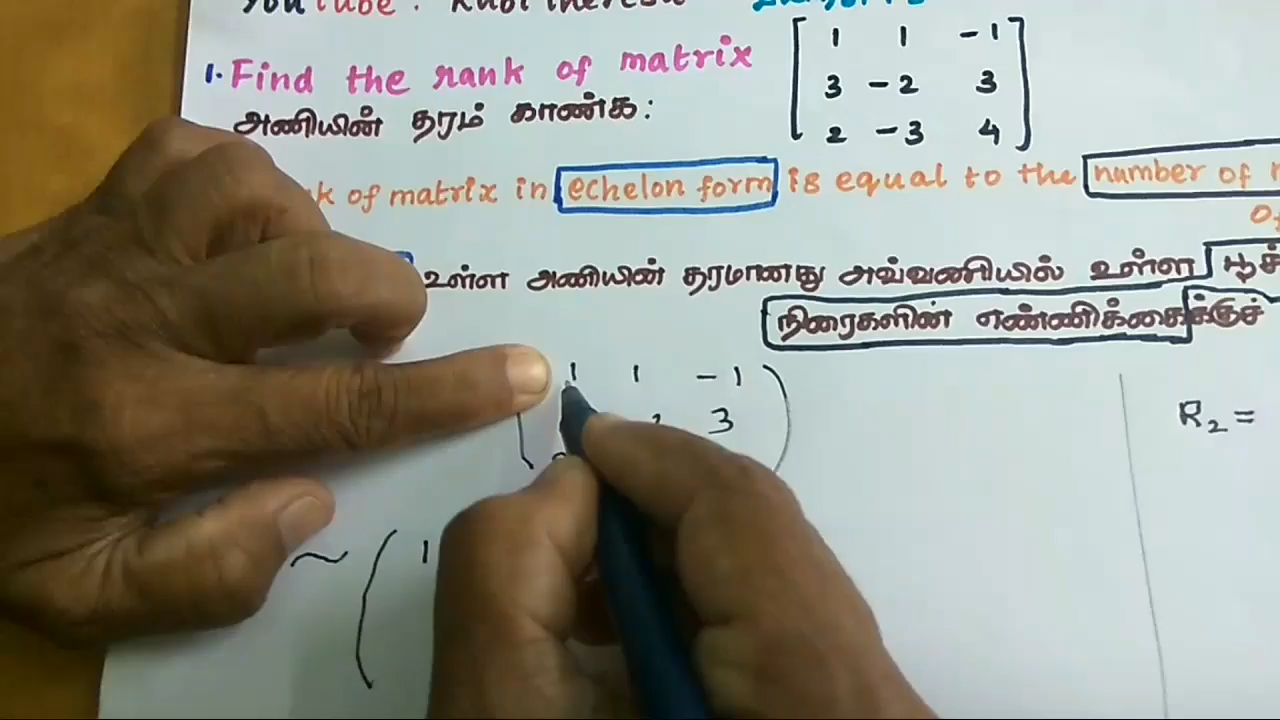 YouTube:
1. Find the rank of matrix
1 1 -1
3 -2 3
2 -3 4
அணியின் தரம் காண்க:
k of matrix in echelon form is equal to the number of
உள்ள அணியின் தரமானது அவ்வணியில் உள்ள
நிரைகளின் எண்ணிக்கைக்குச்
1 1 -1
3
R2 =
~ ( 1